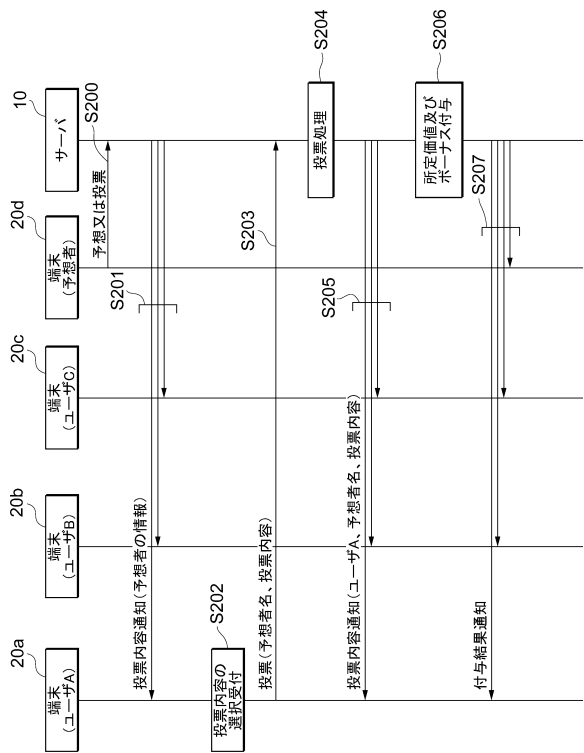 20a
端末
(ユーザA)
20b
端末
(ユーザB)
20c
端末
(ユーザC)
20d
端末
(予想者)
10
サーバ
予想又は投票
S200
投票内容通知(予想者の情報)
S201
投票内容の
選択受付
S202
投票(予想者名、投票内容)
S203
投票処理
S204
投票内容通知(ユーザA、予想者名、投票内容)
S205
所定価値及び
ボーナス付与
S206
付与結果通知
S207